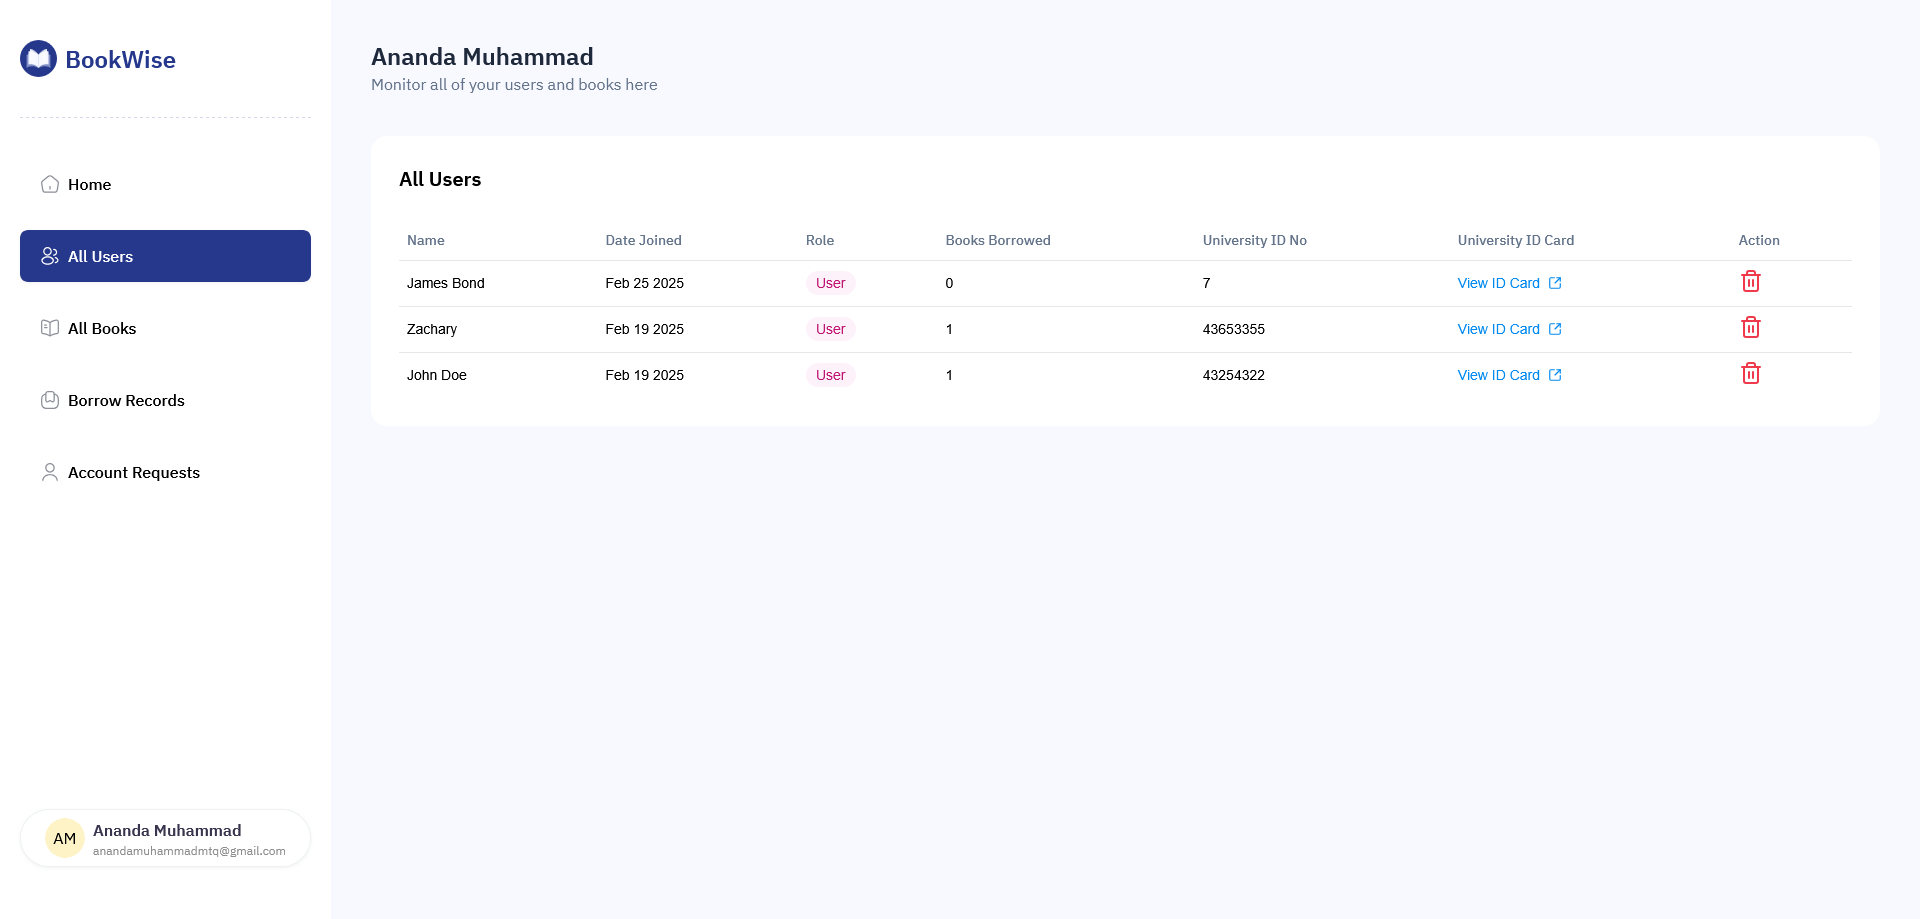 BookWise
Home
All Users
All Books
Borrow Records
Account Requests
AM
Ananda Muhammad
anandamuhammadmtq@gmail.com
Ananda Muhammad
Monitor all of your users and books here
All Users
Name Date Joined Role Books Borrowed University ID No University ID Card Action
James Bond Feb 25 2025 User 0 7 View ID Card
Zachary Feb 19 2025 User 1 43653355 View ID Card
John Doe Feb 19 2025 User 1 43254322 View ID Card